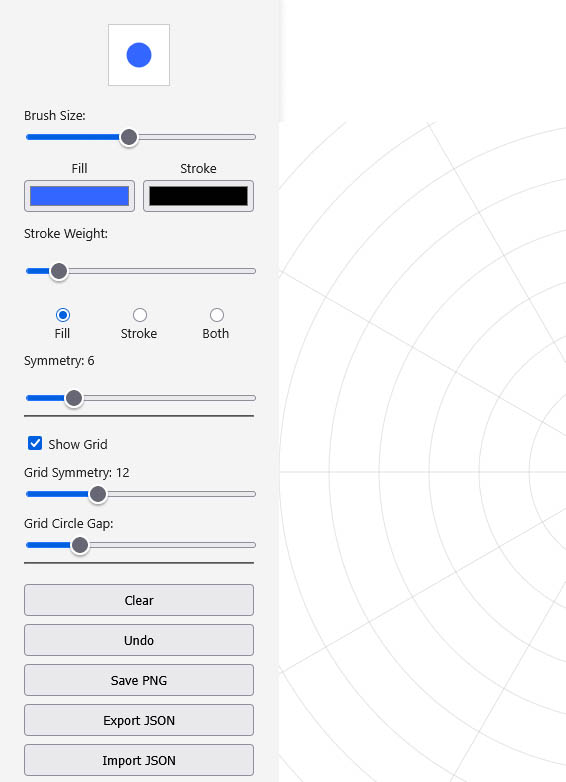 Brush Size:
Fill Stroke
Stroke Weight:
Fill Stroke Both
Symmetry: 6
Show Grid
Grid Symmetry: 12
Grid Circle Gap:
Clear
Undo
Save PNG
Export JSON
Import JSON